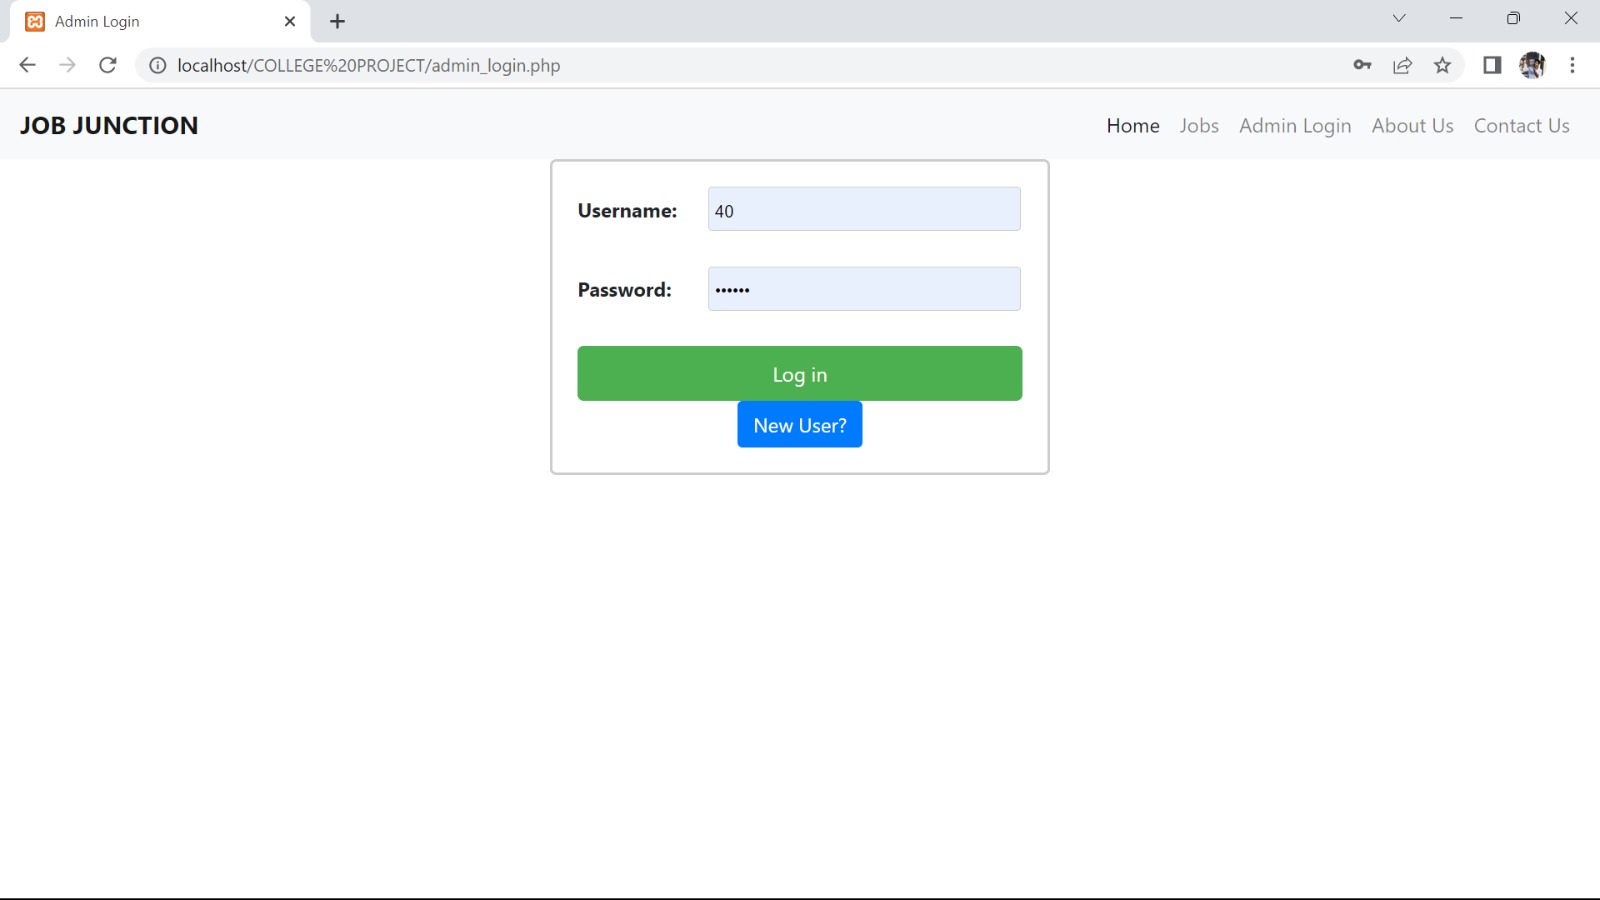 Admin Login
localhost/COLLEGE%20PROJECT/admin_login.php
JOB JUNCTION Home Jobs Admin Login About Us Contact Us
Username: 40
Password: ••••••
Log in
New User?